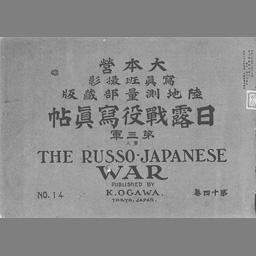 大本營
寫眞班撮影
陸地測量部藏版
日露戰役寫眞帖
第三軍
THE RUSSO-JAPANESE
WAR
PUBLISHED BY
K. OGAWA.
TOKYO, JAPAN.
NO. 14
第十四卷